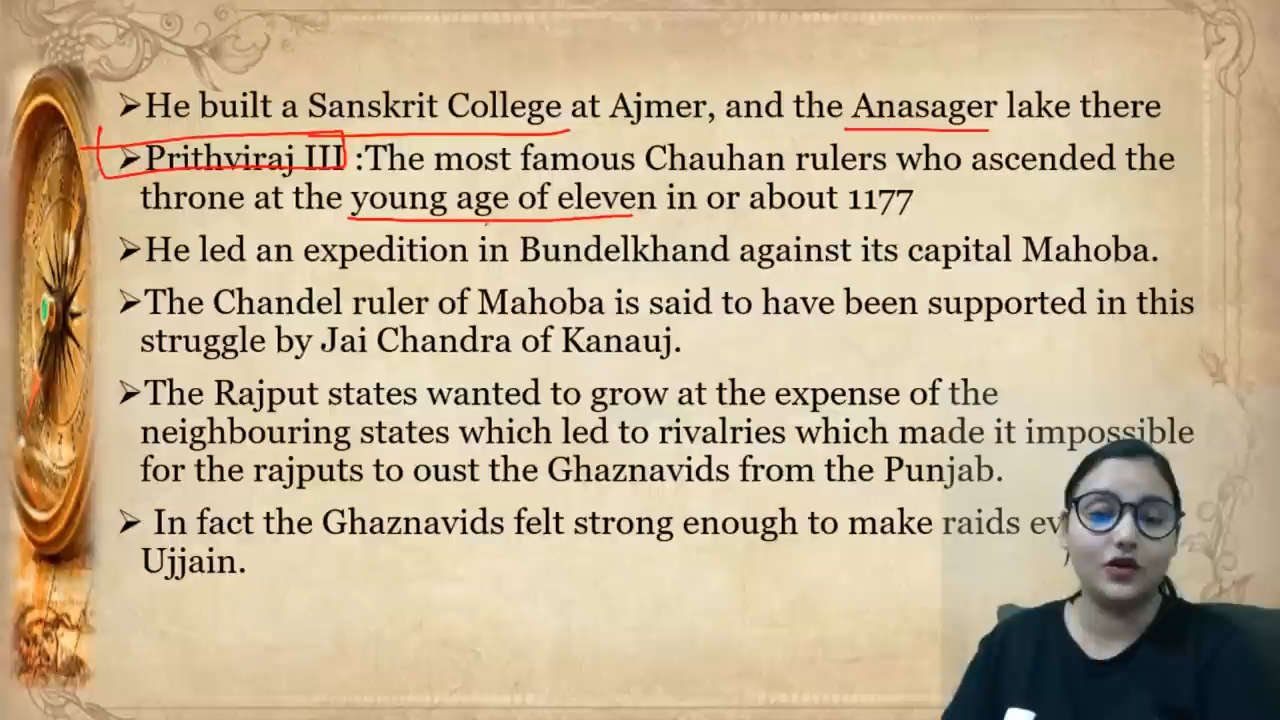 ➢He built a Sanskrit College at Ajmer, and the Anasager lake there
➢Prithviraj III :The most famous Chauhan rulers who ascended the
throne at the young age of eleven in or about 1177
➢He led an expedition in Bundelkhand against its capital Mahoba.
➢The Chandel ruler of Mahoba is said to have been supported in this
struggle by Jai Chandra of Kanauj.
➢The Rajput states wanted to grow at the expense of the
neighbouring states which led to rivalries which made it impossible
for the rajputs to oust the Ghaznavids from the Punjab.
➢ In fact the Ghaznavids felt strong enough to make raids
Ujjain.